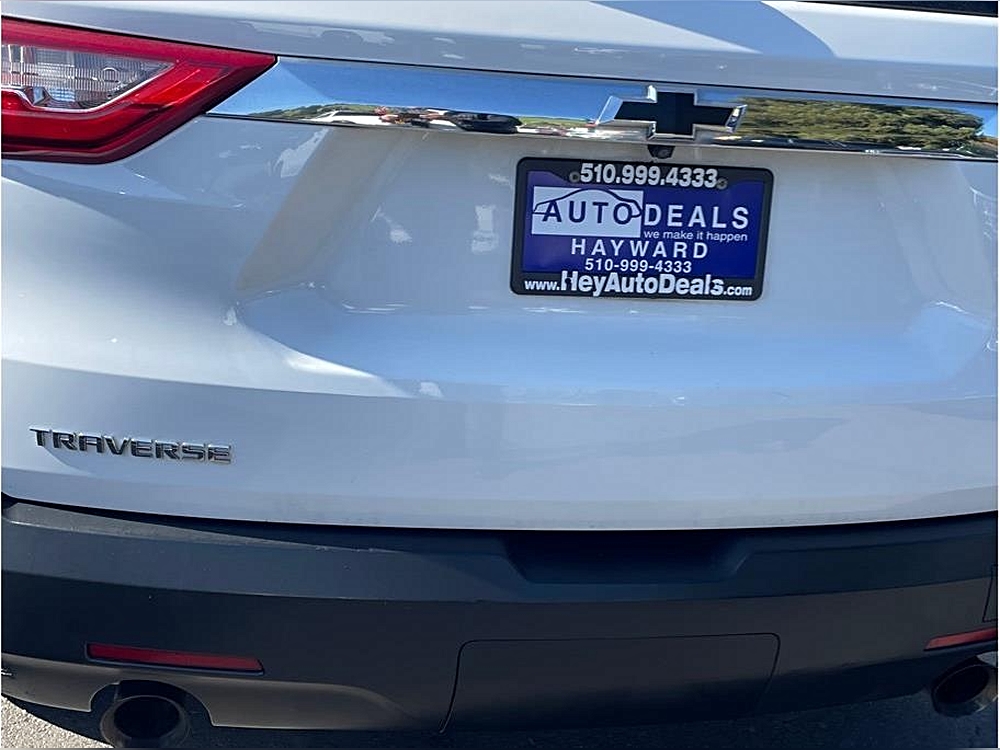 510.999.4333
AUTO DEALS
we make it happen
HAYWARD
510-999-4333
www.HeyAutoDeals.com
TRAVERSE